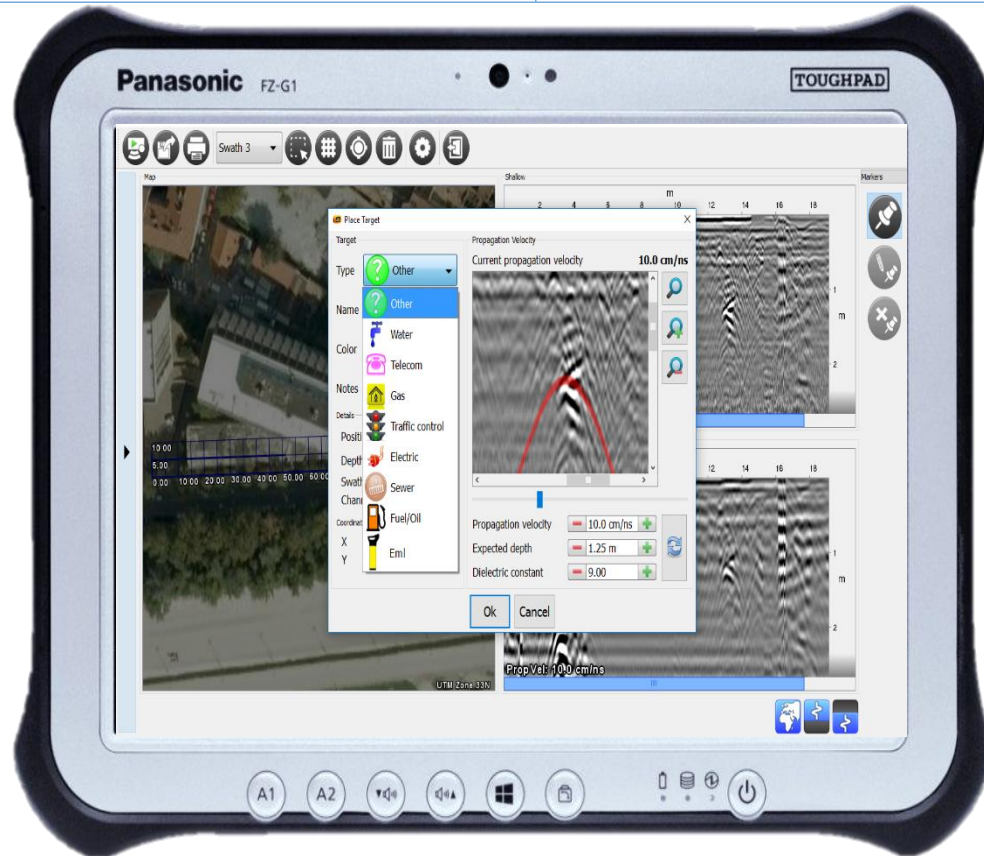 Panasonic FZ-G1
TOUGHPAD
Swath 3
Map
Shallow
Markers
m
2 4 6 8 10 12 14 16 18
1
m
2
Place Target
X
Target
Type Other
Other
Water
Telecom
Gas
Traffic control
Electric
Sewer
Fuel/Oil
Eml
Name
Color
Notes
Details
Positi
Depth
Swath
Chann
Coordinat
X
Y
Propagation Velocity
Current propagation velocity 10.0 cm/ns
Propagation velocity 10.0 cm/ns
Expected depth 1.25 m
Dielectric constant 9.00
Ok Cancel
10.00
5.00
0.00 10.00 20.00 30.00 40.00 50.00 60.00
UTM Zone 33N
12 14 16 18
1
m
2
Prop Vel: 10.0 cm/ns
A1 A2